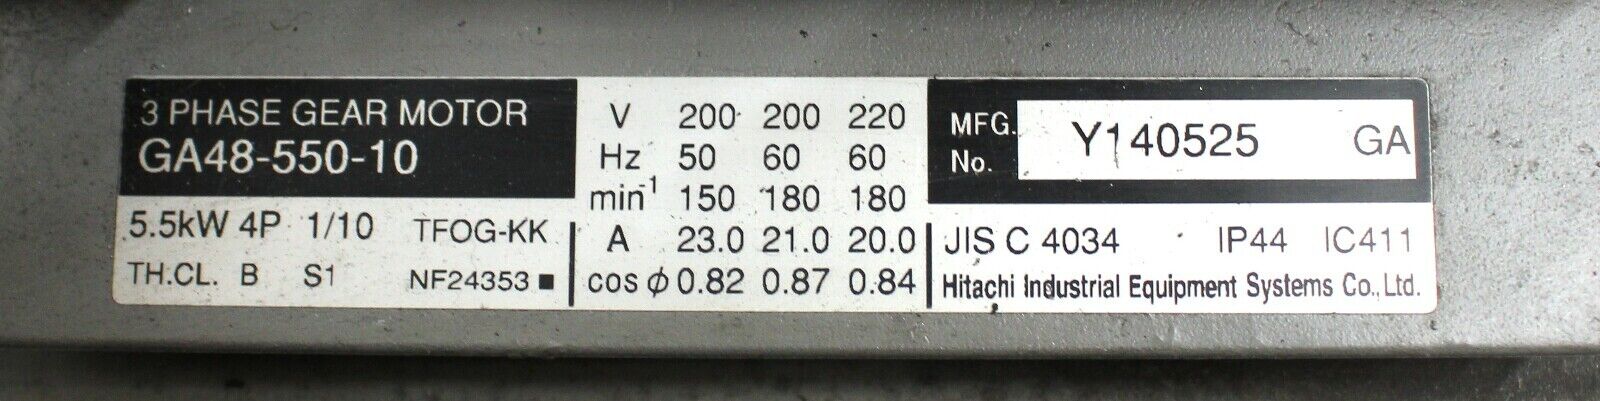 3 PHASE GEAR MOTOR
GA48-550-10
5.5kW 4P 1/10 TFOG-KK
TH.CL. B S1 NF24353 ■
V 200 200 220
Hz 50 60 60
min⁻¹ 150 180 180
A 23.0 21.0 20.0
cos ϕ 0.82 0.87 0.84
MFG. No. Y140525 GA
JIS C 4034 IP44 IC411
Hitachi Industrial Equipment Systems Co., Ltd.